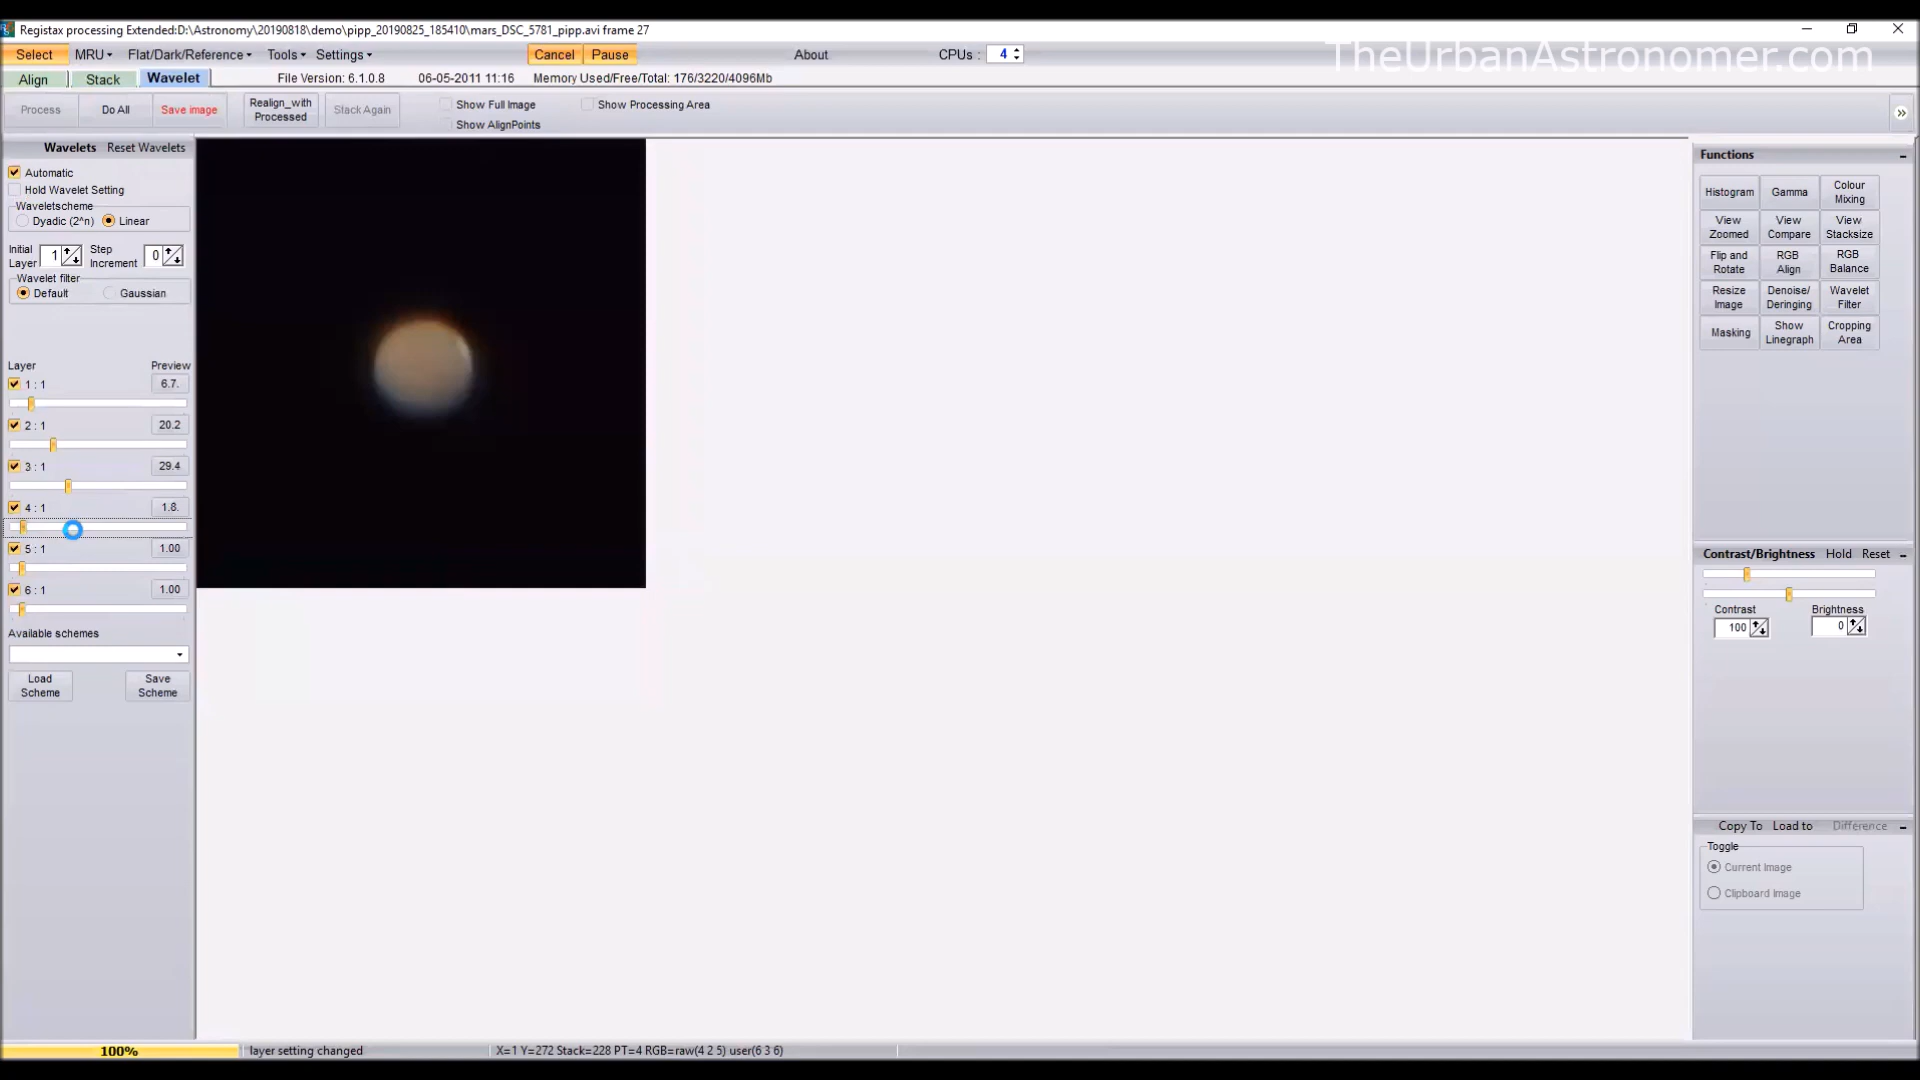 Registax processing Extended:D:\Astronomy\20190818\demo\pipp_20190825_185410\mars_DSC_5781_pipp.avi frame 27
TheUrbanAstronomer.com
Select MRU Flat/Dark/Reference Tools Settings Cancel Pause About CPUs : 4
Align Stack Wavelet File Version: 6.1.0.8 06-05-2011 11:16 Memory Used/Free/Total: 176/3220/4096Mb
Process Do All Save image Realign_with Processed Stack Again Show Full Image Show Processing Area
Show AlignPoints
Wavelets Reset Wavelets
Automatic
Hold Wavelet Setting
Waveletscheme
Dyadic (2^n) Linear
Initial Layer 1 Step Increment 0
Wavelet filter
Default Gaussian
Layer Preview
1 : 1 6.7.
2 : 1 20.2
3 : 1 29.4
4 : 1 1.8.
5 : 1 1.00
6 : 1 1.00
Available schemes
Load Scheme Save Scheme
Functions
Histogram Gamma Colour Mixing
View Zoomed View Compare View Stacksize
Flip and Rotate RGB Align RGB Balance
Resize Image Denoise/ Deringing Wavelet Filter
Masking Show Linegraph Cropping Area
Contrast/Brightness Hold Reset
Contrast Brightness
100 0
Copy To Load to Difference
Toggle
Current Image
Clipboard Image
100% layer setting changed X=1 Y=272 Stack=228 PT=4 RGB=raw(4 2 5) user(6 3 6)